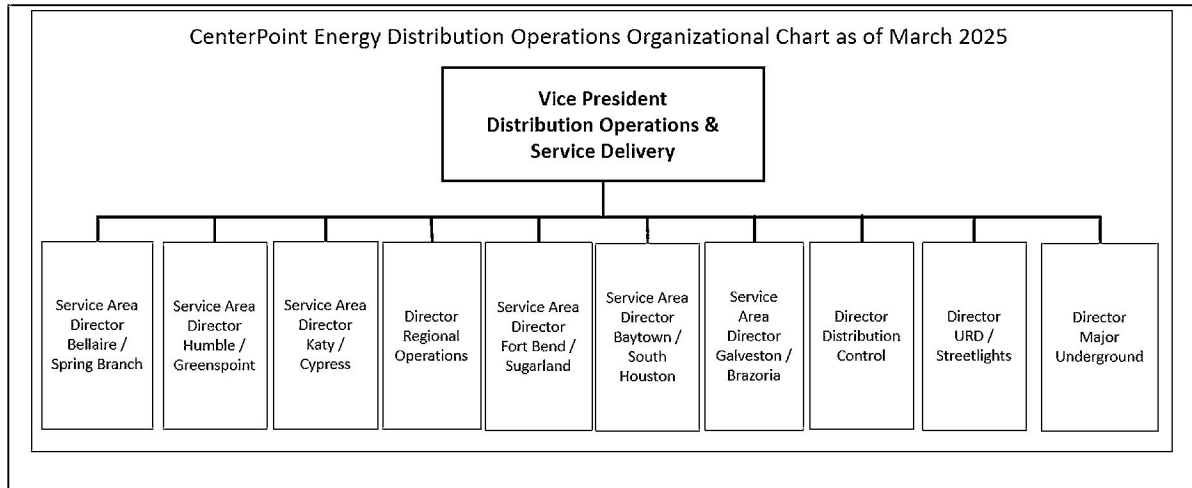 CenterPoint Energy Distribution Operations Organizational Chart as of March 2025
Vice President
Distribution Operations &
Service Delivery
Service Area
Director
Bellaire /
Spring Branch
Service Area
Director
Humble /
Greenspoint
Service Area
Director
Katy /
Cypress
Director
Regional
Operations
Service Area
Director
Fort Bend /
Sugarland
Service Area
Director
Baytown /
South
Houston
Service
Area
Director
Galveston /
Brazoria
Director
Distribution
Control
Director
URD /
Streetlights
Director
Major
Underground